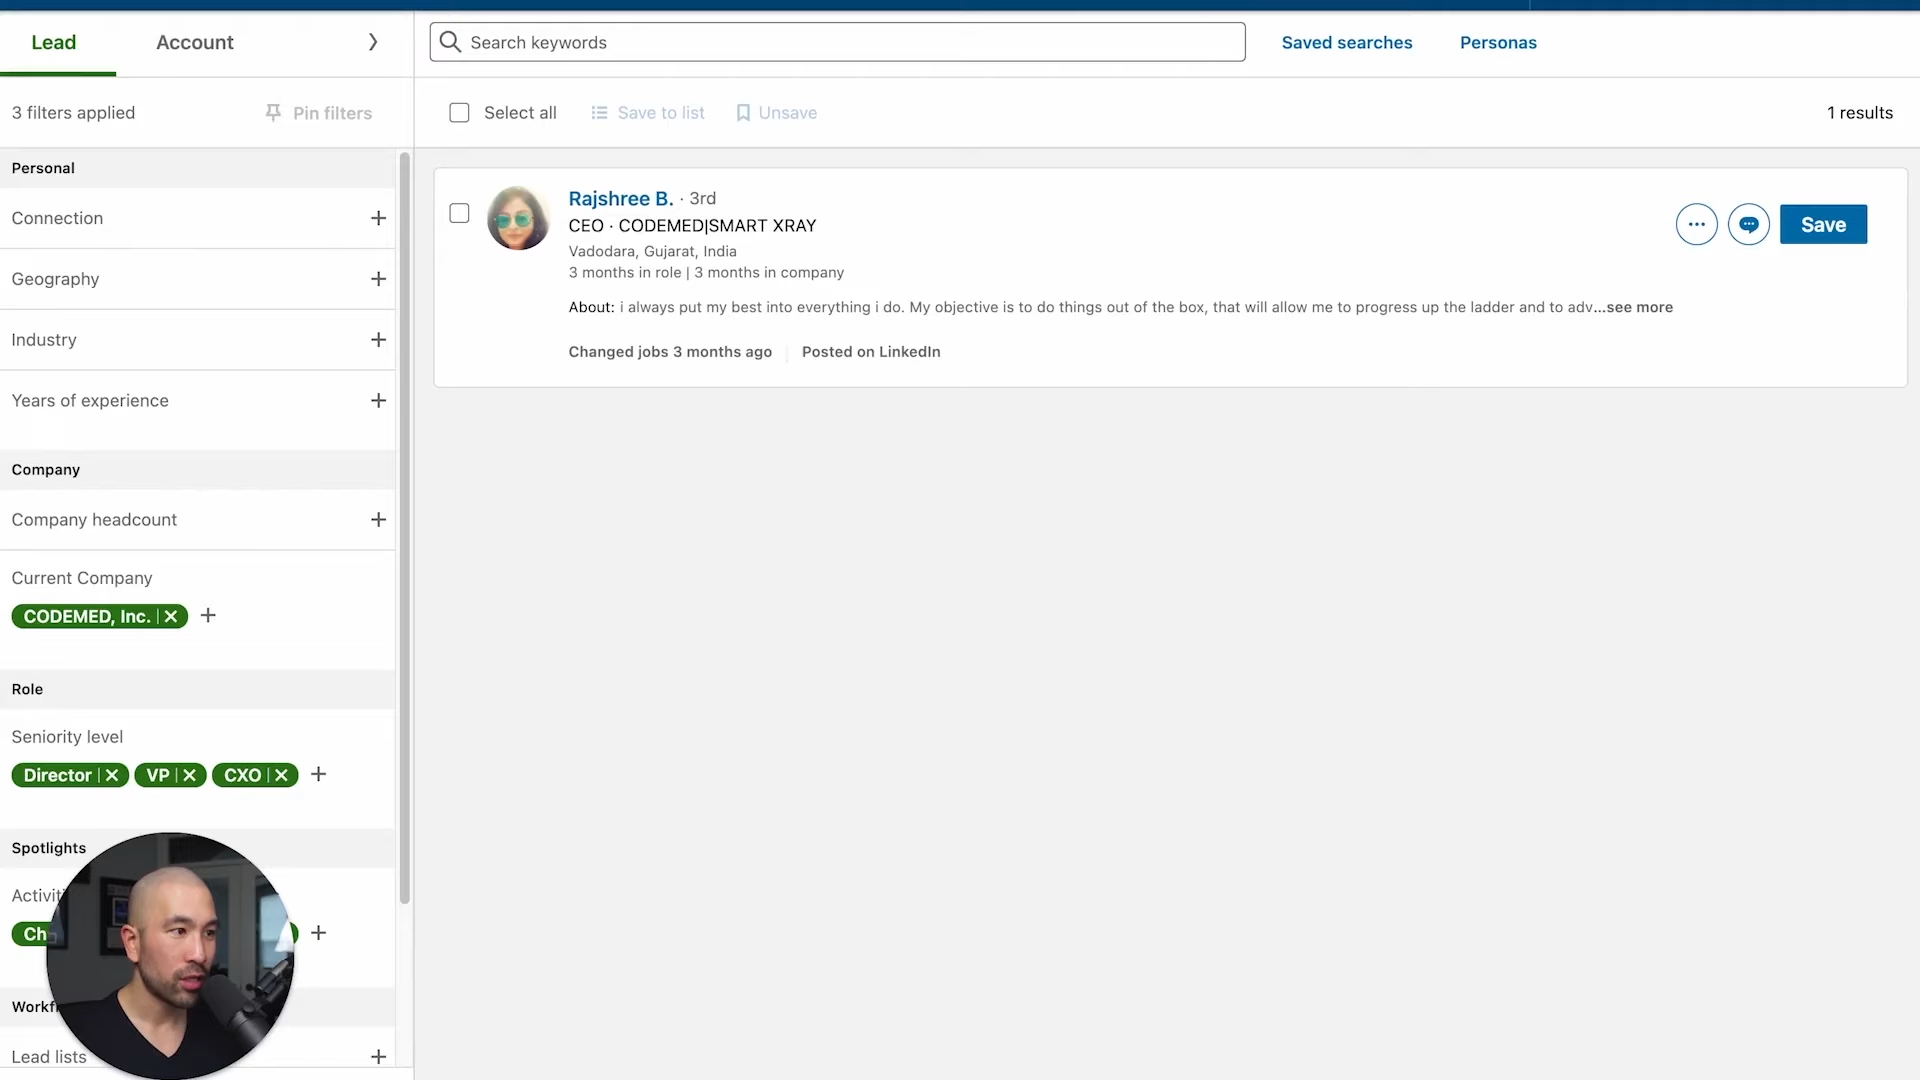 Lead
Account
Search keywords
Saved searches
Personas
3 filters applied
Pin filters
Select all
Save to list
Unsave
1 results
Personal
Connection
Geography
Industry
Years of experience
Company
Company headcount
Current Company
CODEMED, Inc.
Role
Seniority level
Director
VP
CXO
Spotlights
Lead lists
Rajshree B. · 3rd
CEO · CODEMED|SMART XRAY
Vadodara, Gujarat, India
3 months in role | 3 months in company
About: i always put my best into everything i do. My objective is to do things out of the box, that will allow me to progress up the ladder and to adv...see more
Changed jobs 3 months ago
Posted on LinkedIn
Save